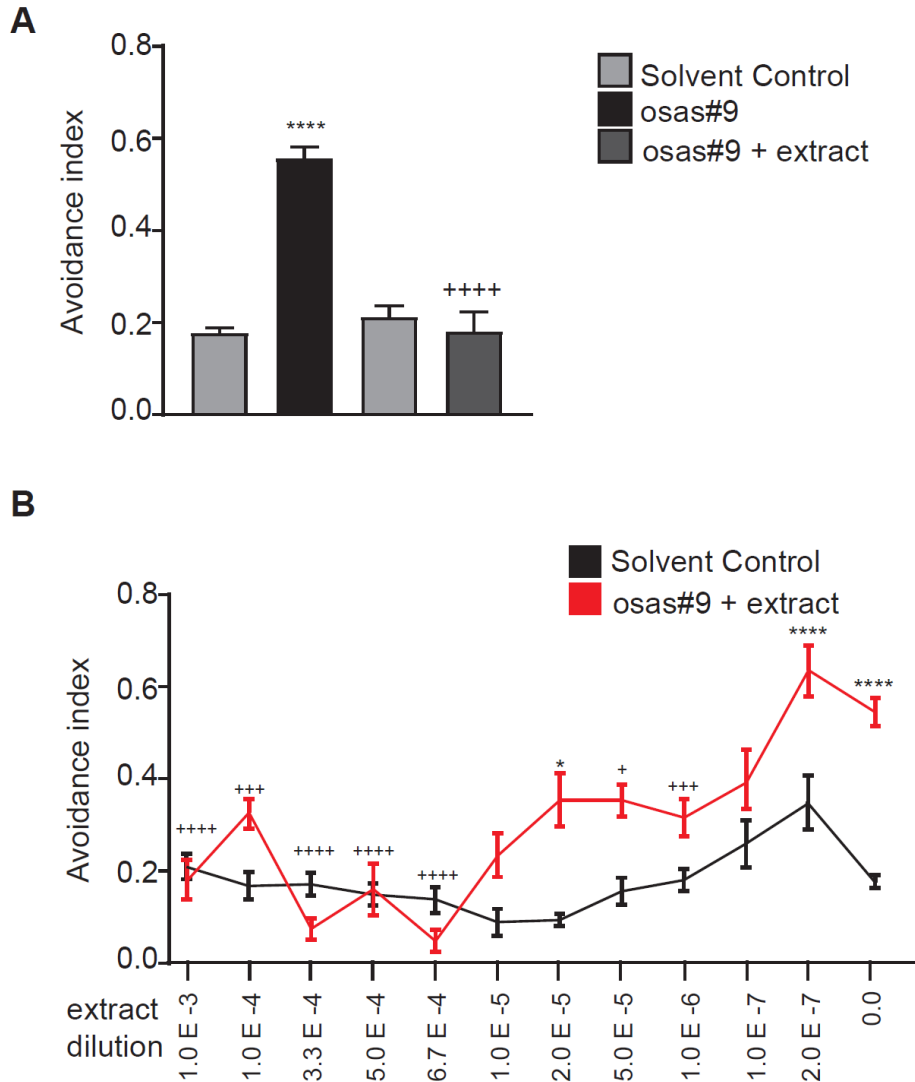 A
0.8
0.6
0.4
0.2
0.0
Avoidance index
****
++++
Solvent Control
osas#9
osas#9 + extract
B
Solvent Control
osas#9 + extract
0.8
0.6
0.4
0.2
0.0
Avoidance index
++++
+++
++++
++++
++++
*
+
+++
****
****
extract
dilution
1.0 E -3
1.0 E -4
3.3 E -4
5.0 E -4
6.7 E -4
1.0 E -5
2.0 E -5
5.0 E -5
1.0 E -6
1.0 E -7
2.0 E -7
0.0